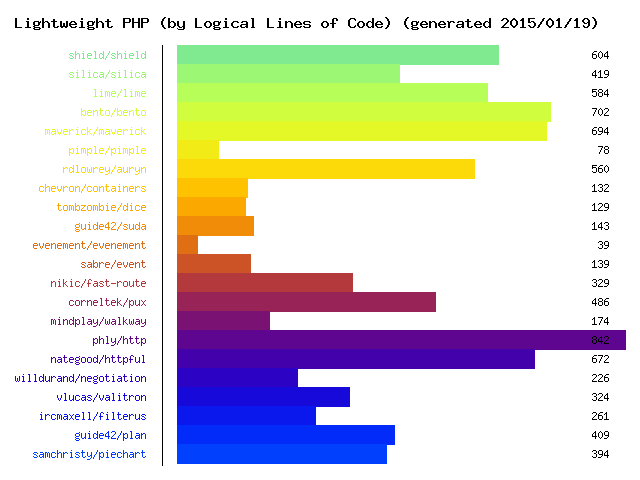 Lightweight PHP (by Logical Lines of Code) (generated 2015/01/19)
shield/shield 604
silica/silica 419
lime/lime 584
bento/bento 702
maverick/maverick 694
pimple/pimple 78
rdlowrey/auryn 560
chevron/containers 132
tombzombie/dice 129
guide42/suda 143
evenement/evenement 39
sabre/event 139
nikic/fast-route 329
corneltek/pux 486
mindplay/walkway 174
phly/http 842
nategood/httpful 672
willdurand/negotiation 226
vlucas/valitron 324
ircmaxell/filterus 261
guide42/plan 409
samchristy/piechart 394